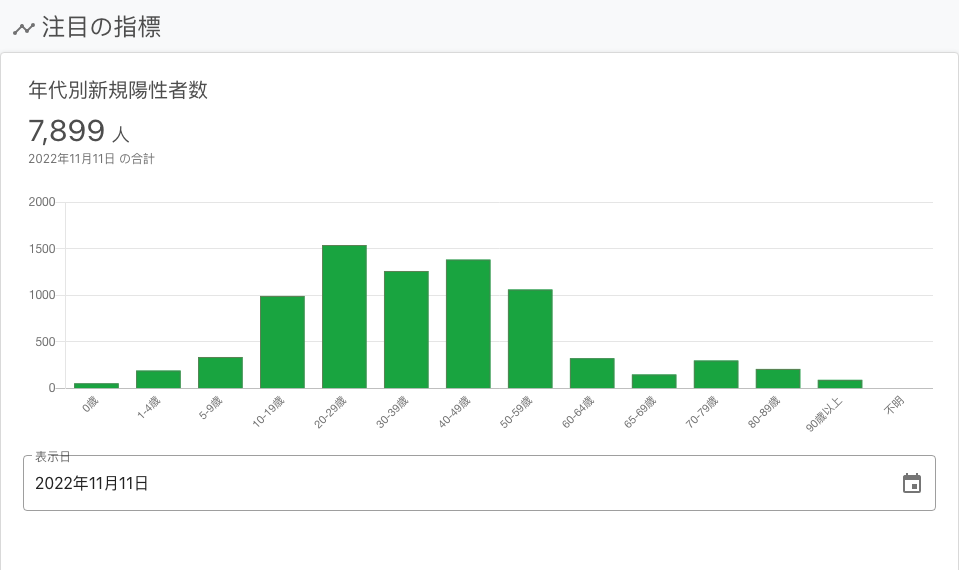 注目の指標
年代別新規陽性者数
7,899 人
2022年11月11日 の合計
2000
1500
1000
500
0
0歳
1-4歳
5-9歳
10-19歳
20-29歳
30-39歳
40-49歳
50-59歳
60-64歳
65-69歳
70-79歳
80-89歳
90歳以上
不明
表示日
2022年11月11日